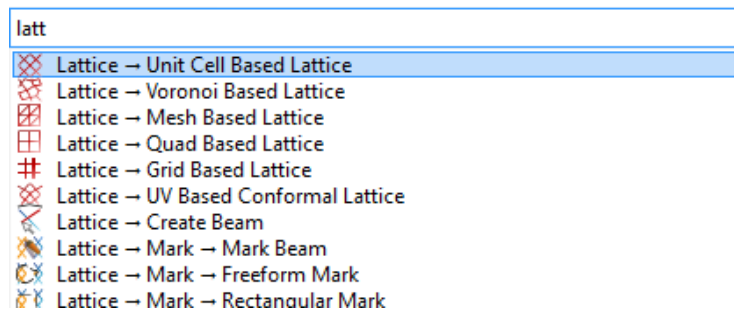 latt
Lattice → Unit Cell Based Lattice
Lattice → Voronoi Based Lattice
Lattice → Mesh Based Lattice
Lattice → Quad Based Lattice
Lattice → Grid Based Lattice
Lattice → UV Based Conformal Lattice
Lattice → Create Beam
Lattice → Mark → Mark Beam
Lattice → Mark → Freeform Mark
Lattice → Mark → Rectangular Mark